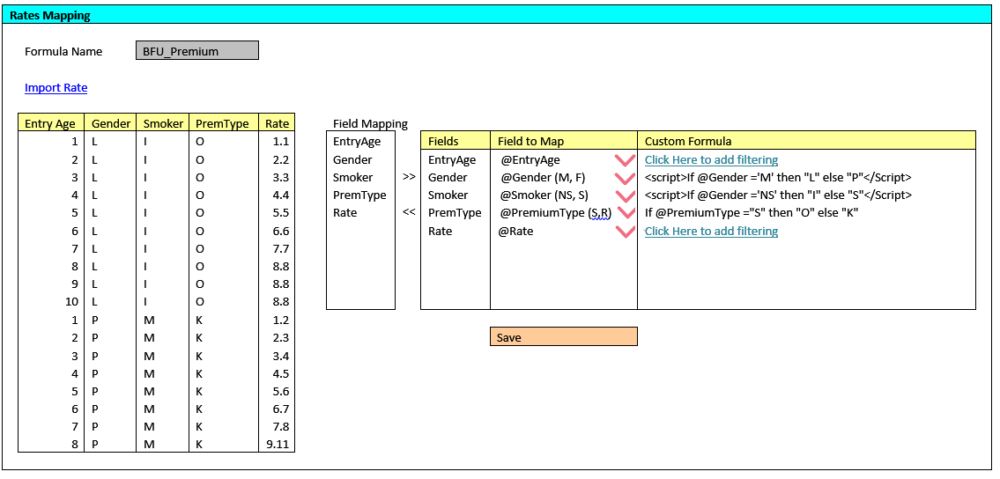 Rates Mapping
Formula Name BFU_Premium
Import Rate
Entry Age Gender Smoker PremType Rate
1 L I O 1.1
2 L I O 2.2
3 L I O 3.3
4 L I O 4.4
5 L I O 5.5
6 L I O 6.6
7 L I O 7.7
8 L I O 8.8
9 L I O 8.8
10 L I O 8.8
1 P M K 1.2
2 P M K 2.3
3 P M K 3.4
4 P M K 4.5
5 P M K 5.6
6 P M K 6.7
7 P M K 7.8
8 P M K 9.11
Field Mapping
EntryAge
Gender
Smoker
PremType
Rate
>>
<<
Fields Field to Map Custom Formula
EntryAge @EntryAge Click Here to add filtering
Gender @Gender (M, F) <script>If @Gender ='M' then "L" else "P"</Script>
Smoker @Smoker (NS, S) <script>If @Gender ='NS' then "I" else "S"</Script>
PremType @PremiumType (S,R) If @PremiumType ="S" then "O" else "K"
Rate @Rate Click Here to add filtering
Save